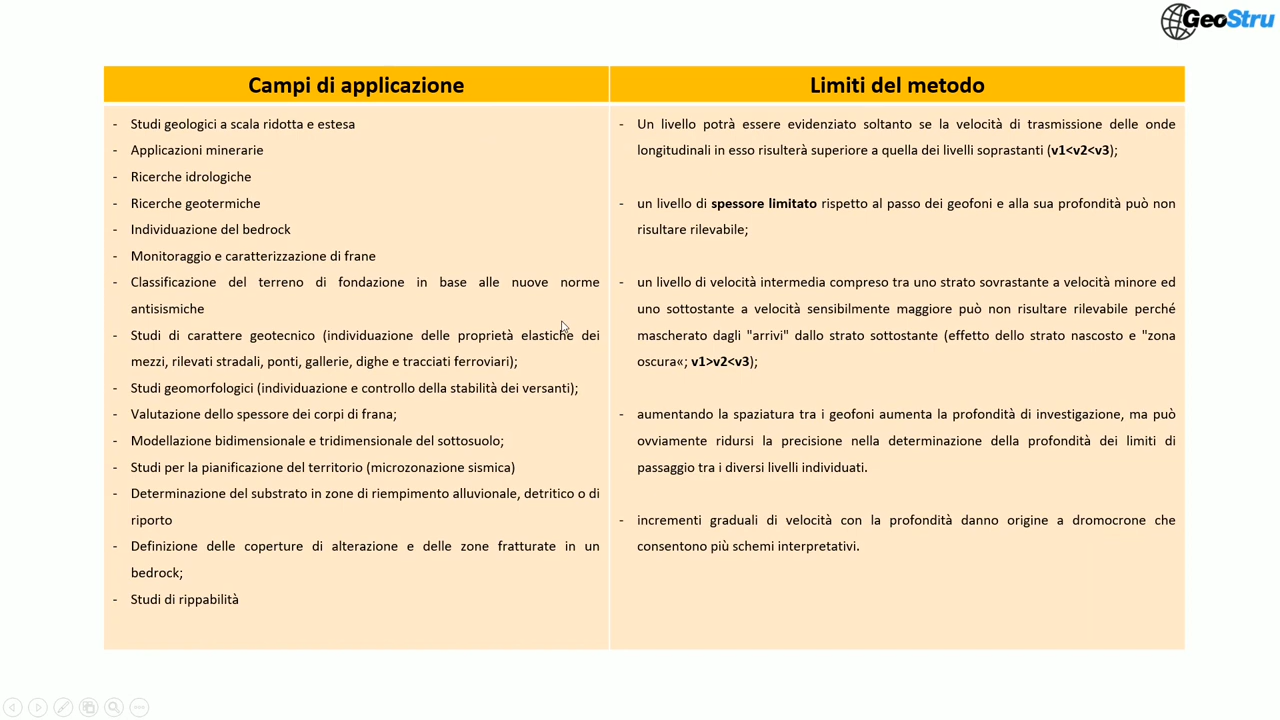 GeoStru
Campi di applicazione
- Studi geologici a scala ridotta e estesa
- Applicazioni minerarie
- Ricerche idrologiche
- Ricerche geotermiche
- Individuazione del bedrock
- Monitoraggio e caratterizzazione di frane
- Classificazione del terreno di fondazione in base alle nuove norme
antisismiche
- Studi di carattere geotecnico (individuazione delle proprietà elastiche dei
mezzi, rilevati stradali, ponti, gallerie, dighe e tracciati ferroviari);
- Studi geomorfologici (individuazione e controllo della stabilità dei versanti);
- Valutazione dello spessore dei corpi di frana;
- Modellazione bidimensionale e tridimensionale del sottosuolo;
- Studi per la pianificazione del territorio (microzonazione sismica)
- Determinazione del substrato in zone di riempimento alluvionale, detritico o di
riporto
- Definizione delle coperture di alterazione e delle zone fratturate in un
bedrock;
- Studi di rippabilità
Limiti del metodo
- Un livello potrà essere evidenziato soltanto se la velocità di trasmissione delle onde
longitudinali in esso risulterà superiore a quella dei livelli soprastanti (v1<v2<v3);
- un livello di spessore limitato rispetto al passo dei geofoni e alla sua profondità può non
risultare rilevabile;
- un livello di velocità intermedia compreso tra uno strato sovrastante a velocità minore ed
uno sottostante a velocità sensibilmente maggiore può non risultare rilevabile perché
mascherato dagli "arrivi" dallo strato sottostante (effetto dello strato nascosto e "zona
oscura«; v1>v2<v3);
- aumentando la spaziatura tra i geofoni aumenta la profondità di investigazione, ma può
ovviamente ridursi la precisione nella determinazione della profondità dei limiti di
passaggio tra i diversi livelli individuati.
- incrementi graduali di velocità con la profondità danno origine a dromocrone che
consentono più schemi interpretativi.